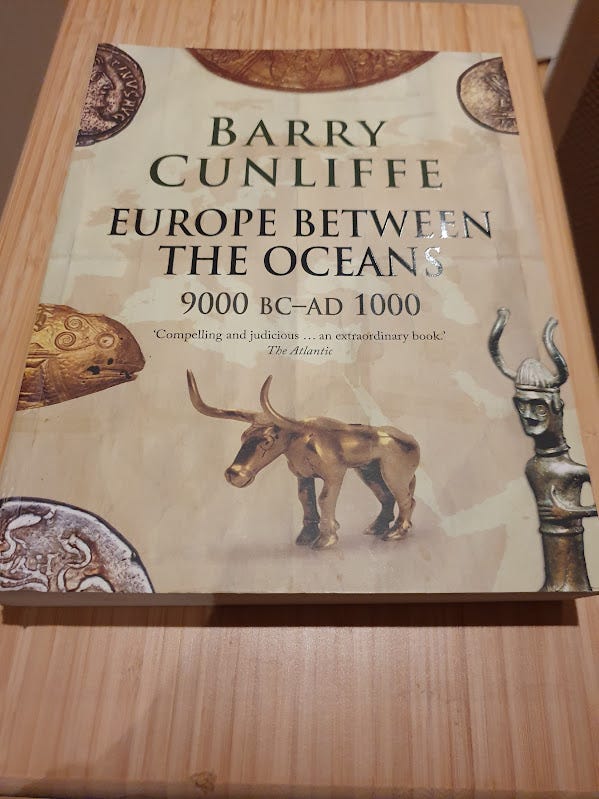 BARRY
CUNLIFFE
EUROPE BETWEEN
THE OCEANS
9000 BC–AD 1000
‘Compelling and judicious … an extraordinary book.’
The Atlantic